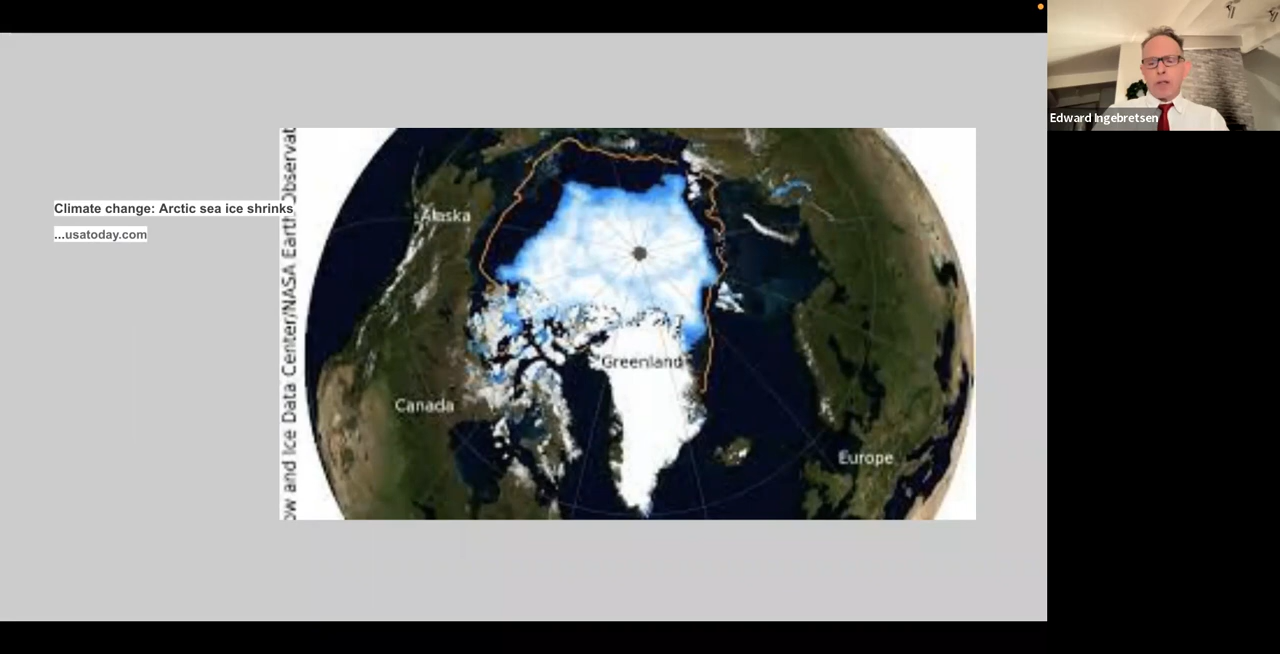 Climate change: Arctic sea ice shrinks
...usatoday.com
ow and Ice Data Center/NASA Earth Observat
Alaska
Greenland
Canada
Europe
Edward Ingebretsen